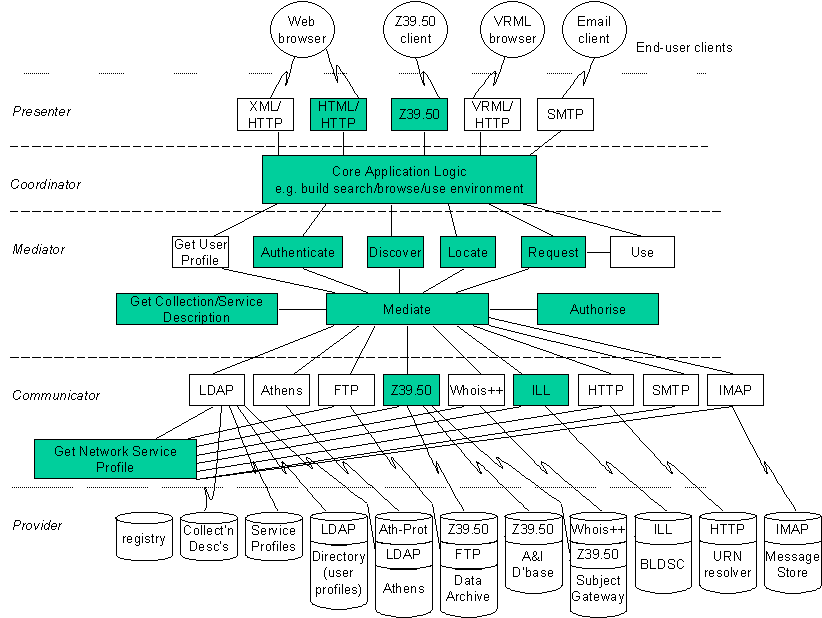 Web
browser
Z39.50
client
VRML
browser
Email
client
End-user clients
Presenter
XML/
HTTP
HTML/
HTTP
Z39.50
VRML/
HTTP
SMTP
Coordinator
Core Application Logic
e.g. build search/browse/use environment
Mediator
Get User
Profile
Authenticate
Discover
Locate
Request
Use
Get Collection/Service
Description
Mediate
Authorise
Communicator
LDAP
Athens
FTP
Z39.50
Whois++
ILL
HTTP
SMTP
IMAP
Get Network Service
Profile
Provider
registry
Collect'n
Desc's
Service
Profiles
LDAP
Directory
(user
profiles)
Ath-Prot
LDAP
Athens
Z39.50
FTP
Data
Archive
Z39.50
A&I
D'base
Whois++
Z39.50
Subject
Gateway
ILL
BLDSC
HTTP
URN
resolver
IMAP
Message
Store